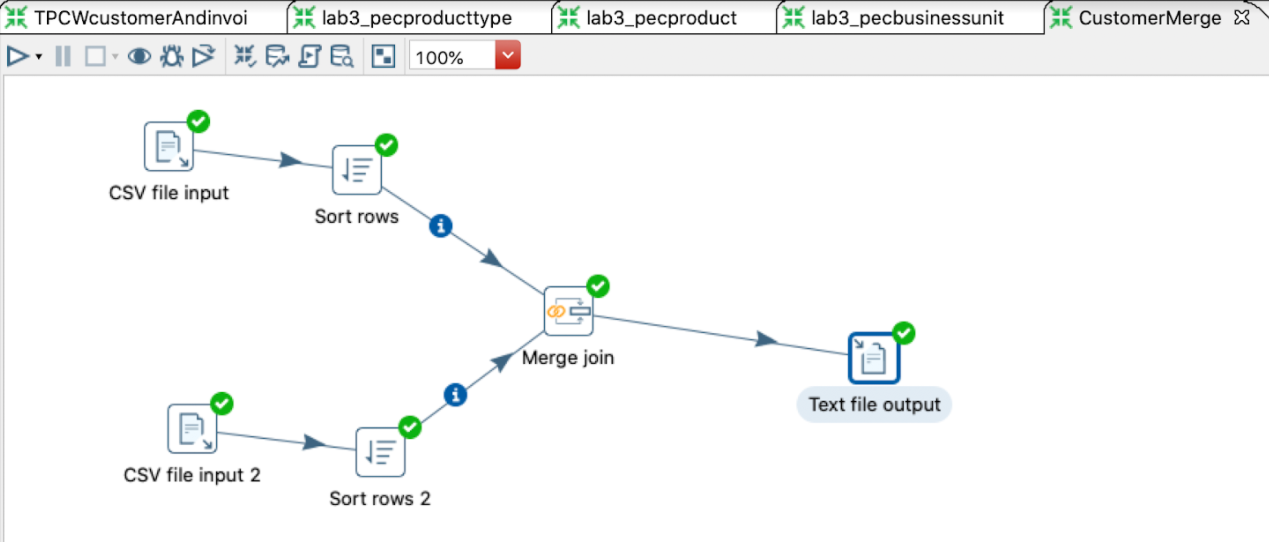 TPCWcustomerAndinvoi
lab3_pecproducttype
lab3_pecproduct
lab3_pecbusinessunit
CustomerMerge
100%
CSV file input
Sort rows
Merge join
Text file output
CSV file input 2
Sort rows 2